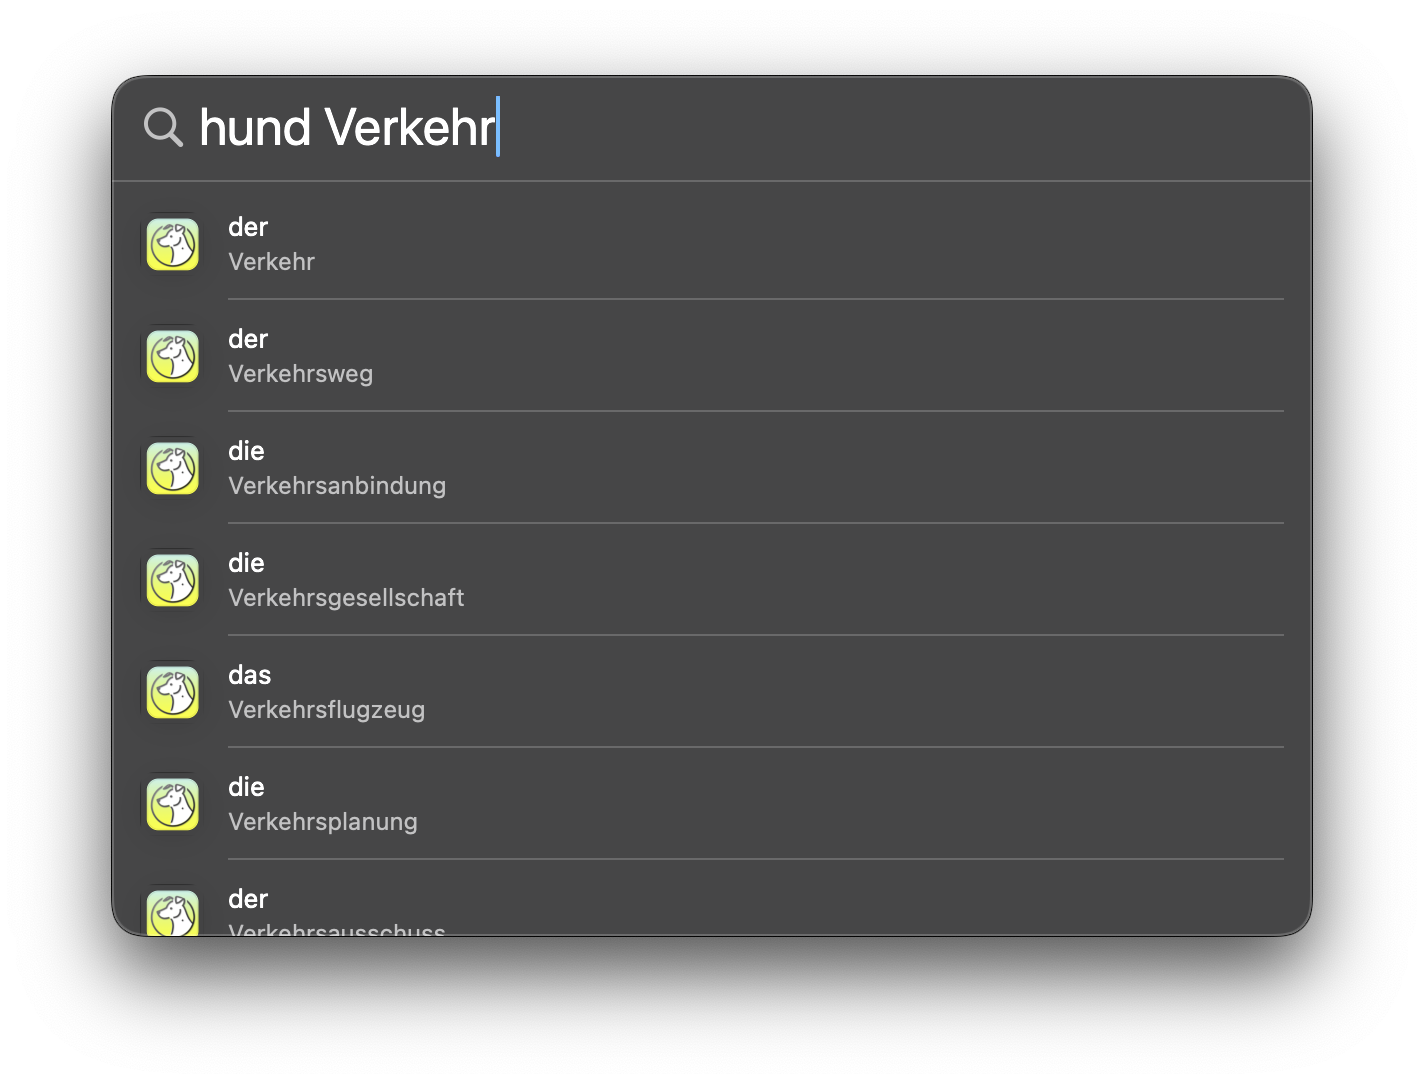 hund Verkehr
der
Verkehr
der
Verkehrsweg
die
Verkehrsanbindung
die
Verkehrsgesellschaft
das
Verkehrsflugzeug
die
Verkehrsplanung
der
Verkehrsausschuss